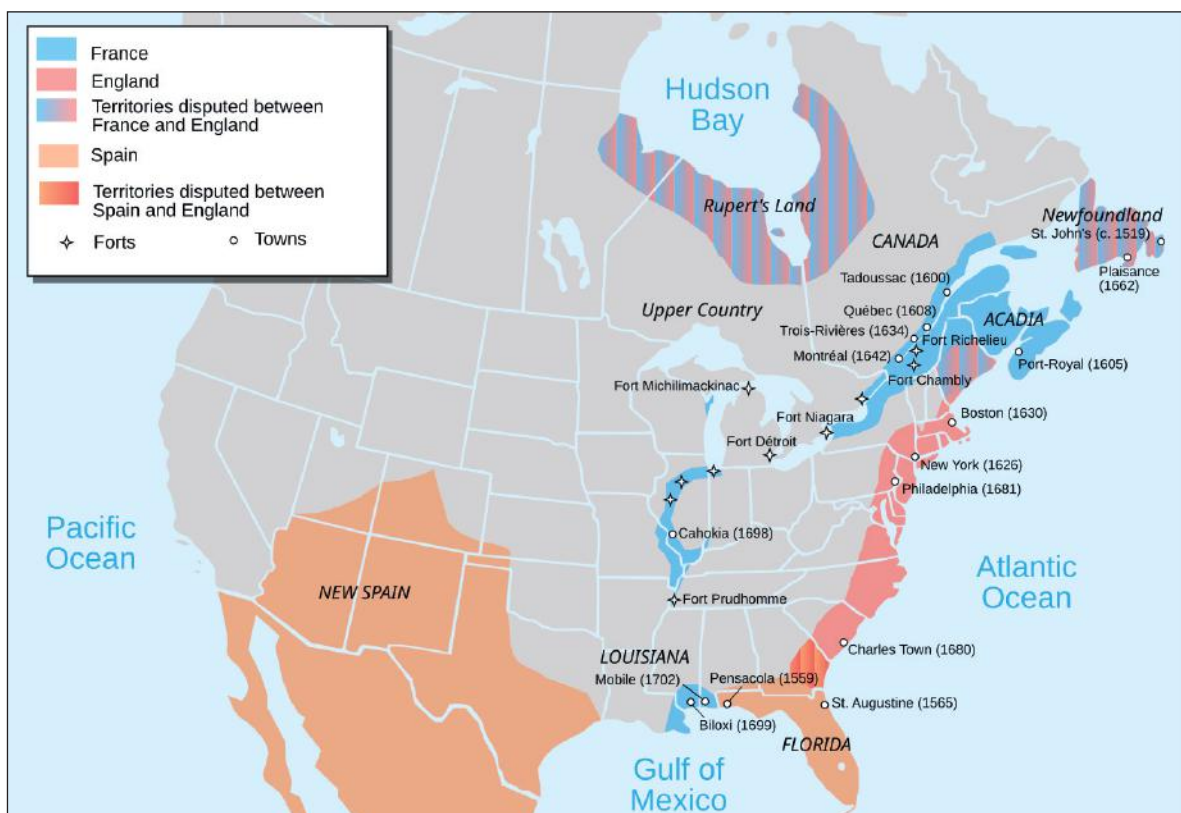 France
England
Territories disputed between
France and England
Spain
Territories disputed between
Spain and England
Forts
Towns
Hudson
Bay
Rupert's Land
Newfoundland
St. John's (c. 1519)
Plaisance
(1662)
CANADA
Tadoussac (1600)
Upper Country
Québec (1608)
ACADIA
Trois-Rivières (1634)
Fort Richelieu
Montréal (1642)
Port-Royal (1605)
Fort Chambly
Fort Michilimackinac
Fort Niagara
Boston (1630)
Fort Détroit
New York (1626)
Philadelphia (1681)
Pacific
Ocean
Cahokia (1698)
Atlantic
Ocean
NEW SPAIN
Fort Prudhomme
Charles Town (1680)
LOUISIANA
Mobile (1702)
Pensacola (1559)
St. Augustine (1565)
Biloxi (1699)
FLORIDA
Gulf of
Mexico